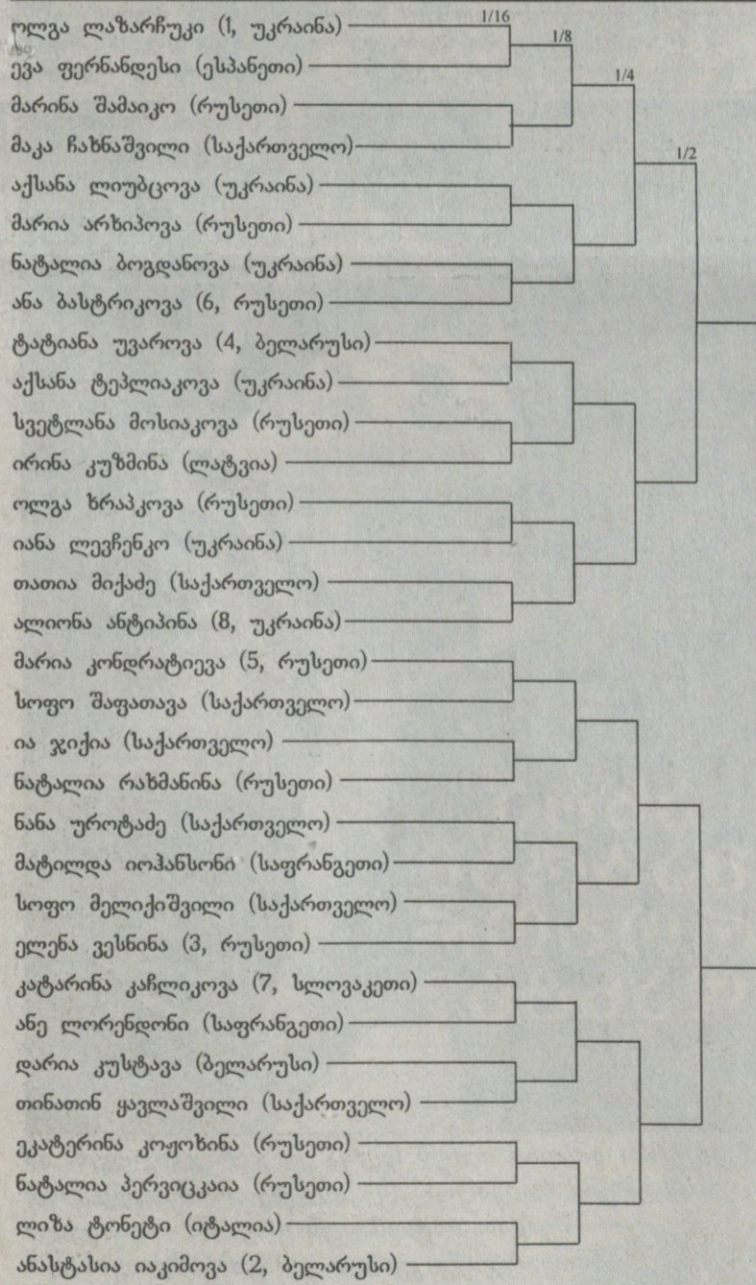 ოლგა ლაზარჩუკი (1, უკრაინა)
1/16
1/8
1/4
1/2
ევა ფერნანდესი (ესპანეთი)
მარინა შამაიკო (რუსეთი)
მაკა ჩახნაშვილი (საქართველო)
აქსანა ლიუბცოვა (უკრაინა)
მარია არხიპოვა (რუსეთი)
ნატალია ბოგდანოვა (უკრაინა)
ანა ბასტრიკოვა (6, რუსეთი)
ტატიანა უვაროვა (4, ბელარუსი)
აქსანა ტეპლიაკოვა (უკრაინა)
სვეტლანა მოსიაკოვა (რუსეთი)
ირინა კუზმინა (ლატვია)
ოლგა ხრაპკოვა (რუსეთი)
იანა ლევჩენკო (უკრაინა)
თათია მიქაძე (საქართველო)
ალიონა ანტიპინა (8, უკრაინა)
მარია კონდრატიევა (5, რუსეთი)
სოფო შაფათავა (საქართველო)
ია ჯიქია (საქართველო)
ნატალია რახმანინა (რუსეთი)
ნანა უროტაძე (საქართველო)
მატილდა იოჰანსონი (საფრანგეთი)
სოფო მელიქიშვილი (საქართველო)
ელენა ვესნინა (3, რუსეთი)
კატარინა კაჩლიკოვა (7, სლოვაკეთი)
ანე ლორენდონი (საფრანგეთი)
დარია კუსტავა (ბელარუსი)
თინათინ ყავლაშვილი (საქართველო)
ეკატერინა კოჟოხინა (რუსეთი)
ნატალია პერვიცკაია (რუსეთი)
ლიზა ტონეტი (იტალია)
ანასტასია იაკიმოვა (2, ბელარუსი)